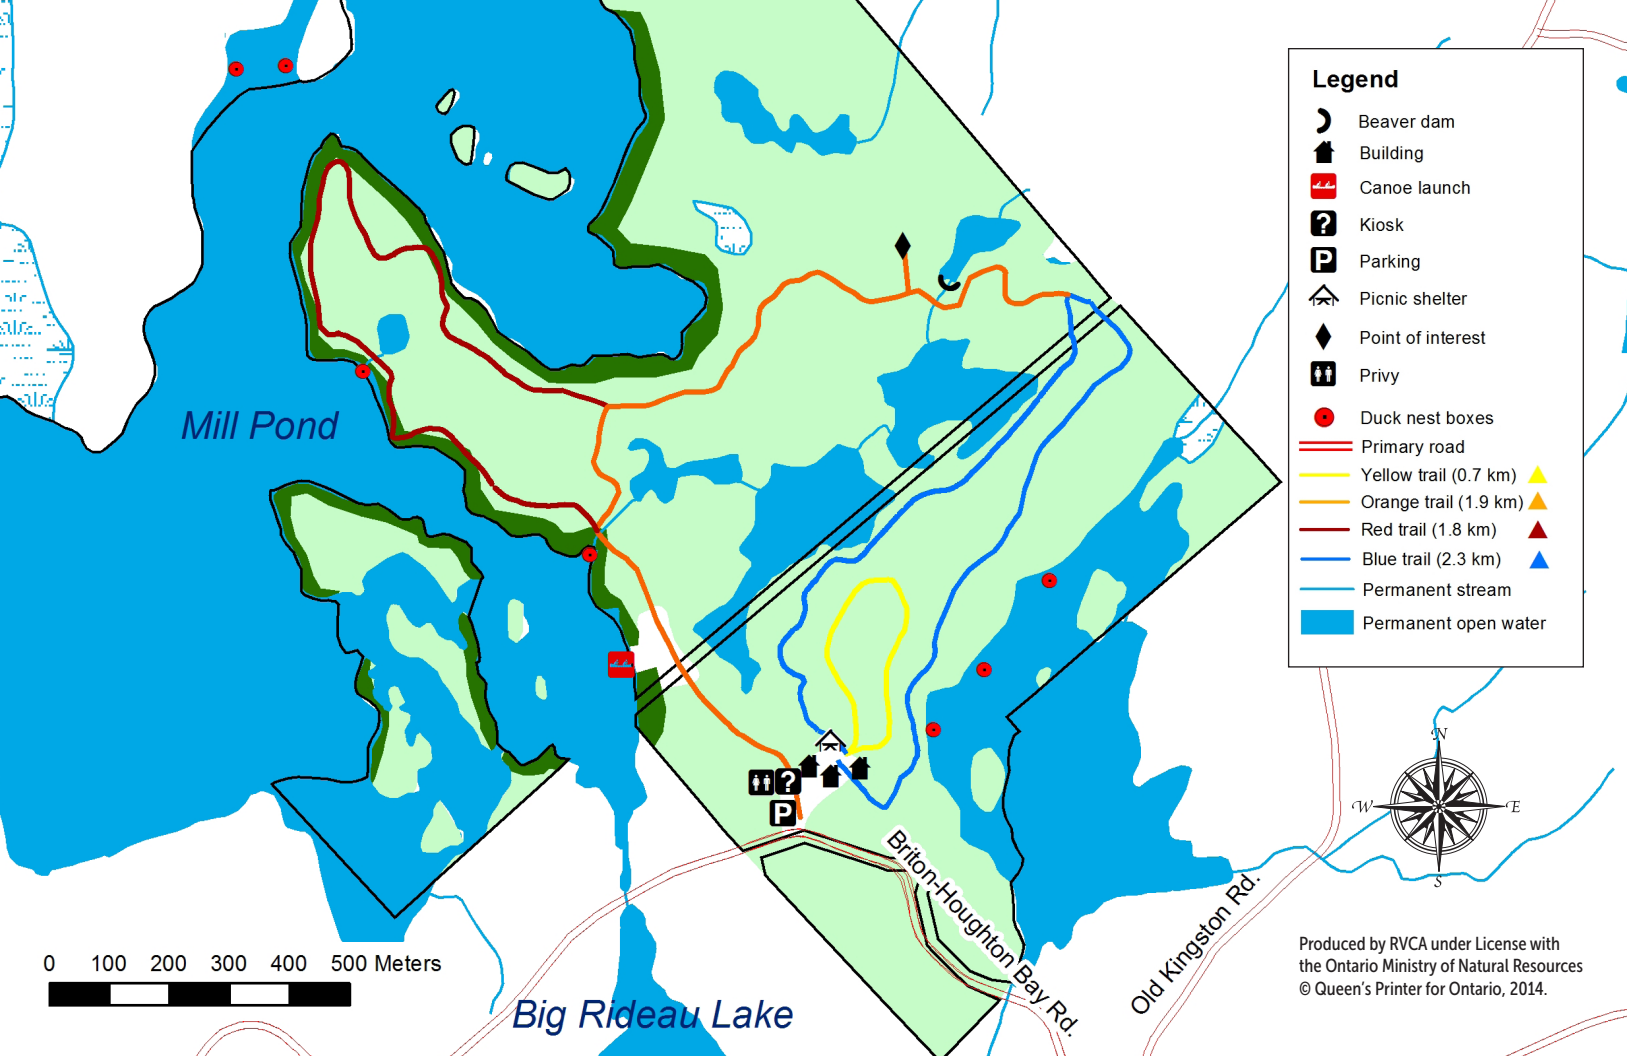 Legend
Beaver dam
Building
Canoe launch
? Kiosk
P Parking
Picnic shelter
Point of interest
Privy
Duck nest boxes
Primary road
Yellow trail (0.7 km)
Orange trail (1.9 km)
Red trail (1.8 km)
Blue trail (2.3 km)
Permanent stream
Permanent open water
Mill Pond
?
P
N
W E
S
Briton-Houghton Bay Rd.
Old Kingston Rd.
0 100 200 300 400 500 Meters
Big Rideau Lake
Produced by RVCA under License with
the Ontario Ministry of Natural Resources
© Queen's Printer for Ontario, 2014.